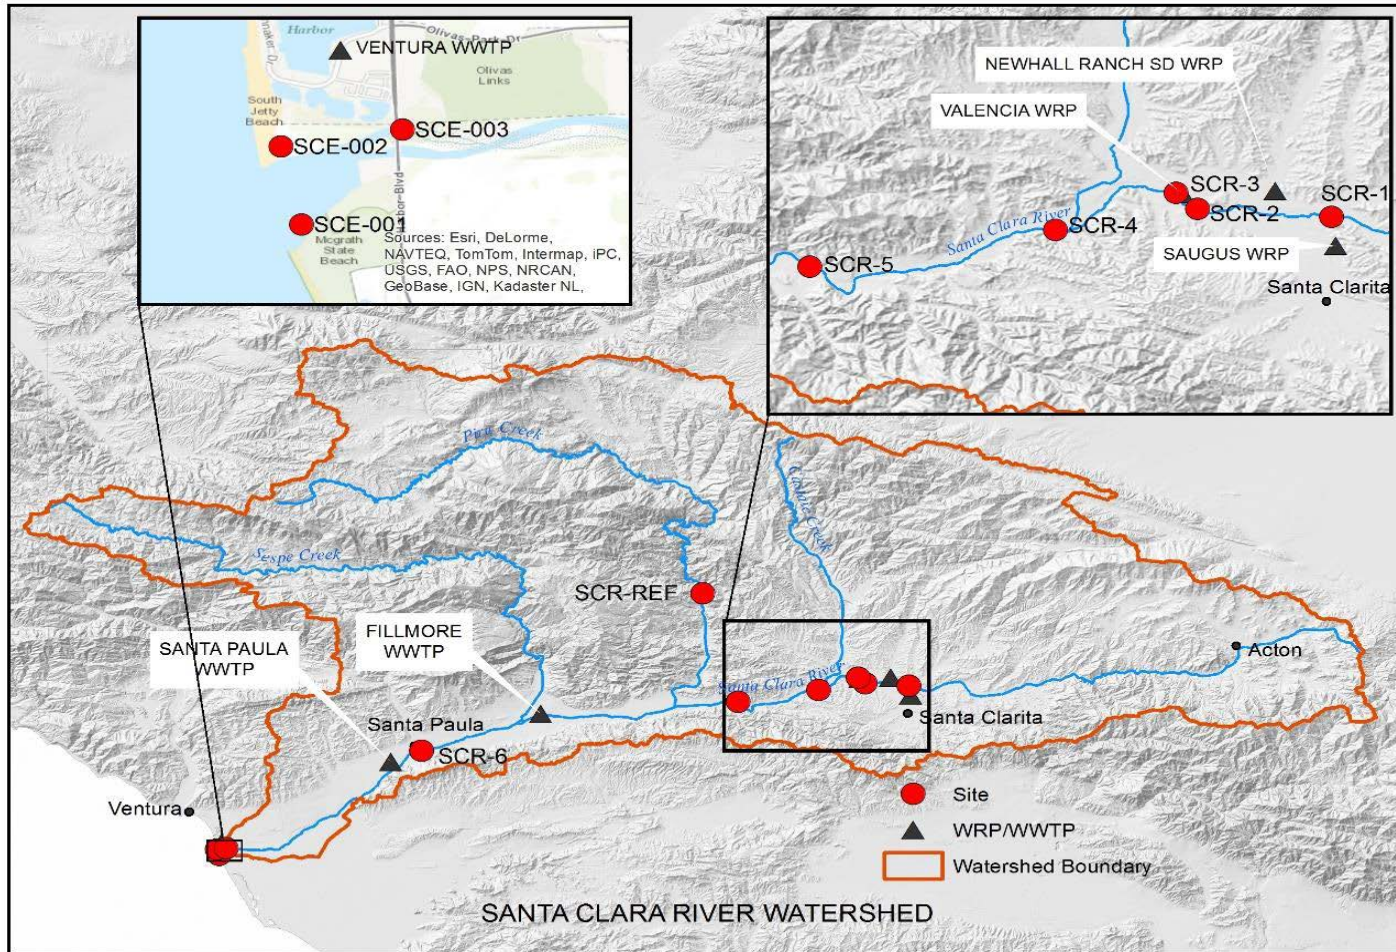 Harbor
Olivas Park Dr
VENTURA WWTP
Olivas
Links
South
Jetty
Beach
SCE-003
SCE-002
Harbor Blvd
SCE-001
Mcgrath
State
Beach
Sources: Esri, DeLorme,
NAVTEQ, TomTom, Intermap, iPC,
USGS, FAO, NPS, NRCAN,
GeoBase, IGN, Kadaster NL,
NEWHALL RANCH SD WRP
VALENCIA WRP
SCR-3
SCR-1
SCR-2
Santa Clara River
SCR-4
SAUGUS WRP
SCR-5
Santa Clarita
Piru Creek
Castaic Creek
Sespe Creek
SCR-REF
FILLMORE
WWTP
SANTA PAULA
WWTP
Acton
Santa Clara River
Santa Clarita
Santa Paula
SCR-6
Site
Ventura
WRP/WWTP
Watershed Boundary
SANTA CLARA RIVER WATERSHED